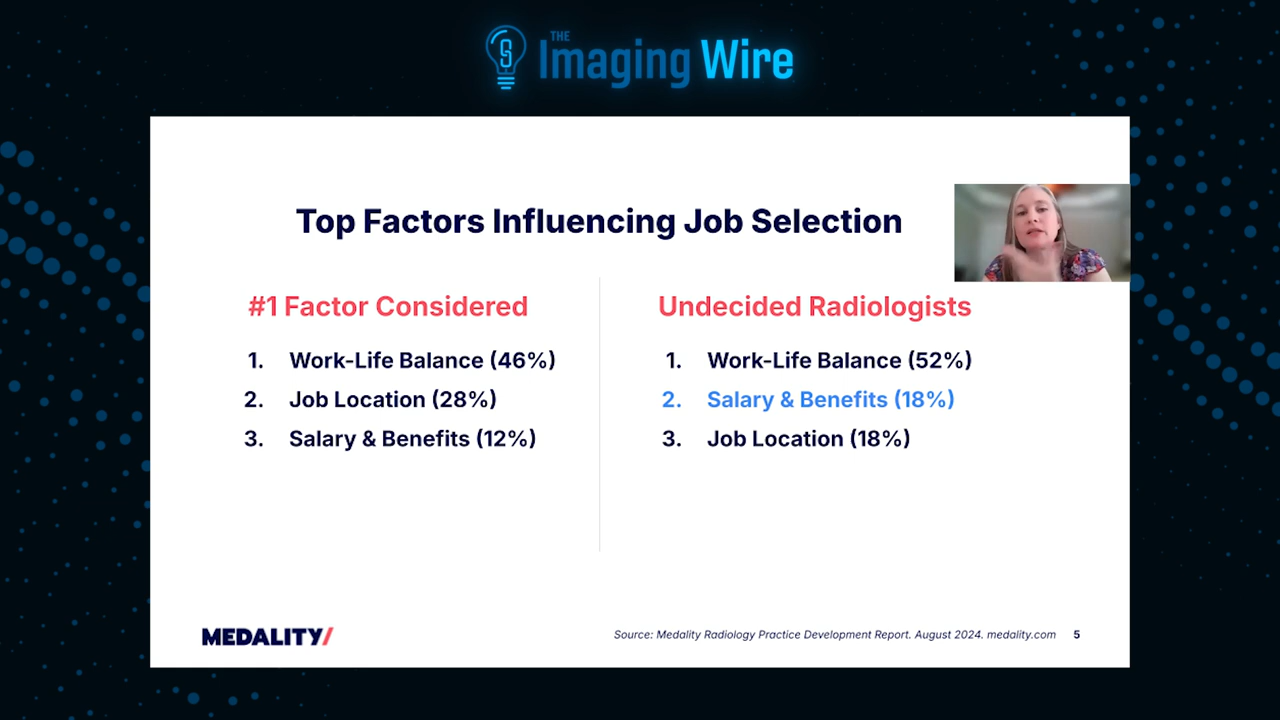 THE
Imaging Wire
Top Factors Influencing Job Selection
#1 Factor Considered
1. Work-Life Balance (46%)
2. Job Location (28%)
3. Salary & Benefits (12%)
Undecided Radiologists
1. Work-Life Balance (52%)
2. Salary & Benefits (18%)
3. Job Location (18%)
MEDALITY/
Source: Medality Radiology Practice Development Report. August 2024. medality.com 5